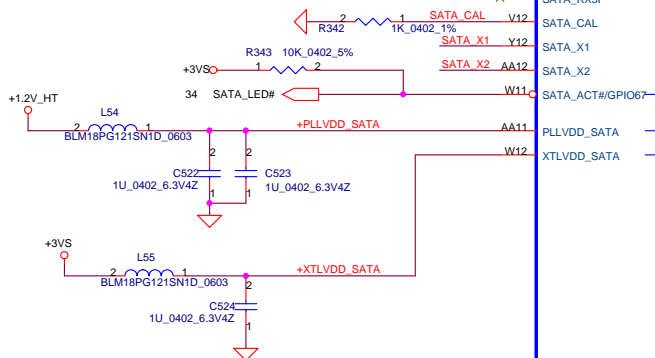 SATA_RX3P
2 1 SATA_CAL V12 SATA_CAL
R342 1K_0402_1%
SATA_X1 Y12 SATA_X1
R343 10K_0402_5%
SATA_X2 AA12 SATA_X2
+3VS 1 2
34 SATA_LED# W11 SATA_ACT#/GPIO67
+1.2V_HT
L54
2 1 +PLLVDD_SATA AA11 PLLVDD_SATA
BLM18PG121SN1D_0603
2 2 W12 XTLVDD_SATA
C522 C523
1U_0402_6.3V4Z 1U_0402_6.3V4Z
1 1
+3VS
L55
2 1 +XTLVDD_SATA
BLM18PG121SN1D_0603
2
C524
1U_0402_6.3V4Z
1